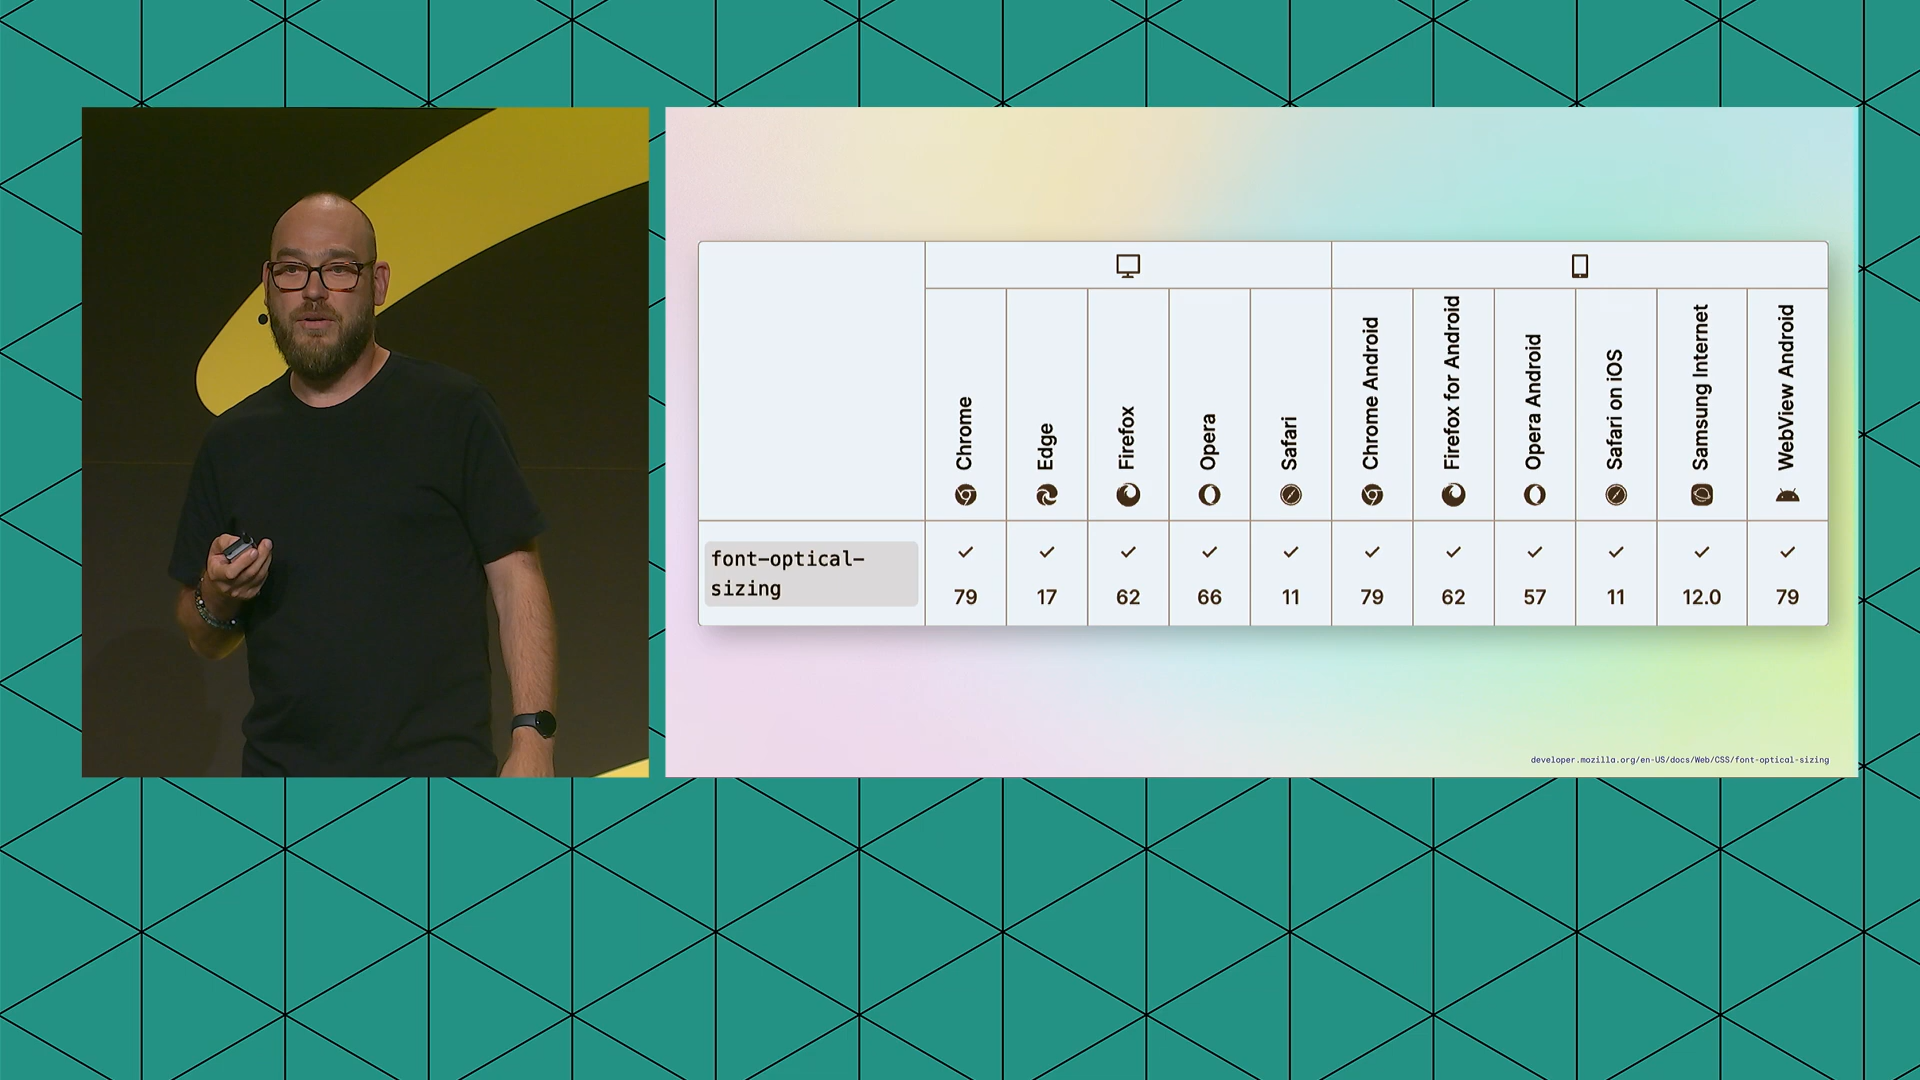 Chrome
Edge
Firefox
Opera
Safari
Chrome Android
Firefox for Android
Opera Android
Safari on iOS
Samsung Internet
WebView Android
font-optical-
sizing
✓ ✓ ✓ ✓ ✓ ✓ ✓ ✓ ✓ ✓ ✓
79 17 62 66 11 79 62 57 11 12.0 79
developer.mozilla.org/en-US/docs/Web/CSS/font-optical-sizing